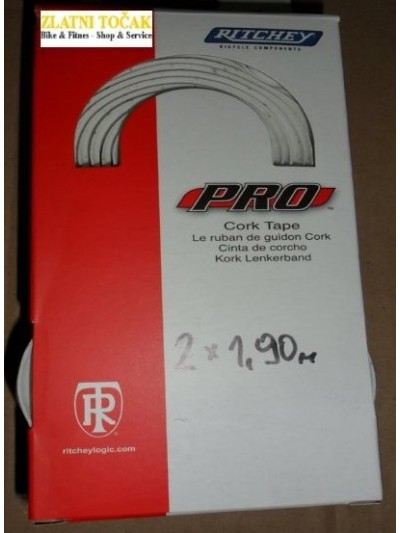 ZLATNI TOČAK
Bike & Fitnes - Shop & Service
RITCHEY
BICYCLE COMPONENTS
PRO™
Cork Tape
Le ruban de guidon Cork
Cinta de corcho
Kork Lenkerband
2 x 1,90m
ritcheylogic.com